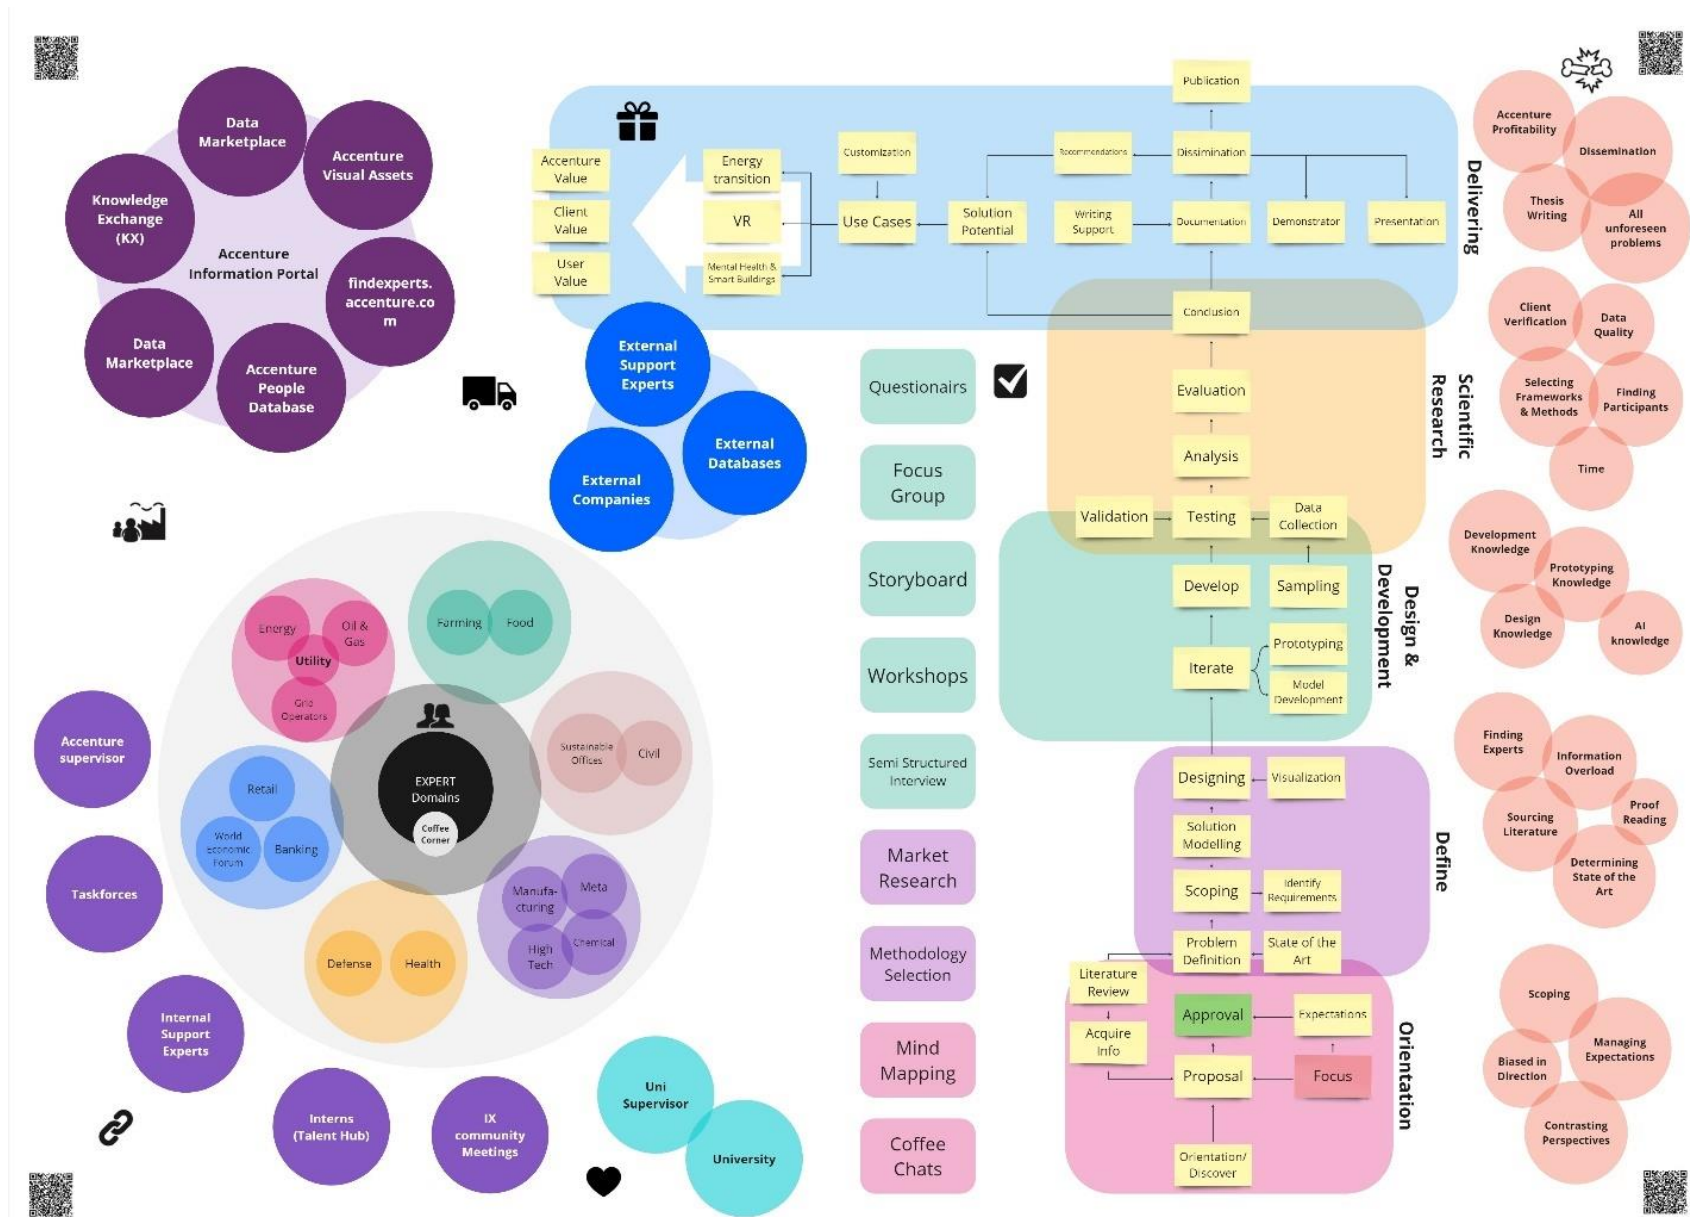 Data
Marketplace
Accenture
Visual Assets
Knowledge
Exchange
(KX)
Accenture
Information Portal
findexperts.
accenture.co
m
Data
Marketplace
Accenture
People
Database
External
Support
Experts
External
Databases
External
Companies
Energy
Oil &
Gas
Utility
Grid
Operators
Farming
Food
Sustainable
Offices
Civil
EXPERT
Domains
Coffee
Corner
Retail
World
Economic
Forum
Banking
Manufa-
cturing
Meta
High
Tech
Chemical
Defense
Health
Accenture
supervisor
Taskforces
Internal
Support
Experts
Interns
(Talent Hub)
IX
community
Meetings
Uni
Supervisor
University
Questionairs
Focus
Group
Storyboard
Workshops
Semi Structured
Interview
Market
Research
Methodology
Selection
Mind
Mapping
Coffee
Chats
Delivering
Publication
Accenture
Value
Client
Value
User
Value
Energy
transition
VR
Mental Health &
Smart Buildings
Customization
Use Cases
Solution
Potential
Recommendations
Dissimination
Writing
Support
Documentation
Demonstrator
Presentation
Conclusion
Scientific
Research
Evaluation
Analysis
Validation
Testing
Data
Collection
Design &
Development
Develop
Sampling
Iterate
Prototyping
Model
Development
Define
Designing
Visualization
Solution
Modelling
Scoping
Identify
Requirements
Problem
Definition
State of the
Art
Orientation
Literature
Review
Acquire
Info
Approval
Expectations
Proposal
Focus
Orientation/
Discover
Accenture
Profitability
Dissemination
Thesis
Writing
All
unforeseen
problems
Client
Verification
Data
Quality
Selecting
Frameworks
& Methods
Finding
Participants
Time
Development
Knowledge
Prototyping
Knowledge
Design
Knowledge
AI
knowledge
Finding
Experts
Information
Overload
Sourcing
Literature
Proof
Reading
Determining
State of the
Art
Scoping
Managing
Expectations
Biased in
Direction
Contrasting
Perspectives